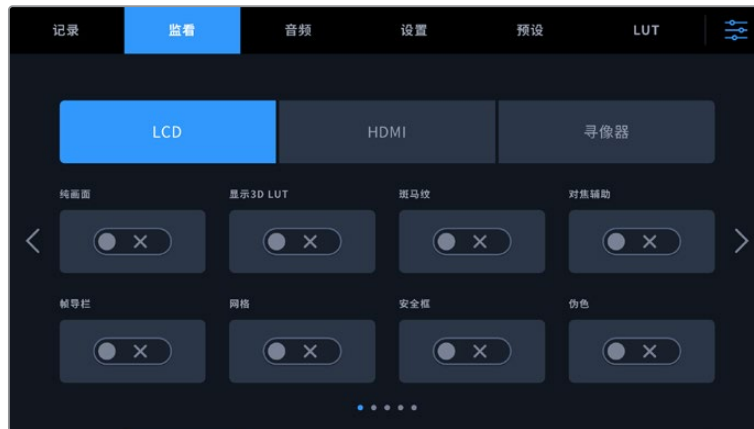 记录 监看 音频 设置 预设 LUT
LCD HDMI 寻像器
纯画面 显示3D LUT 斑马纹 对焦辅助
帧导栏 网格 安全框 伪色